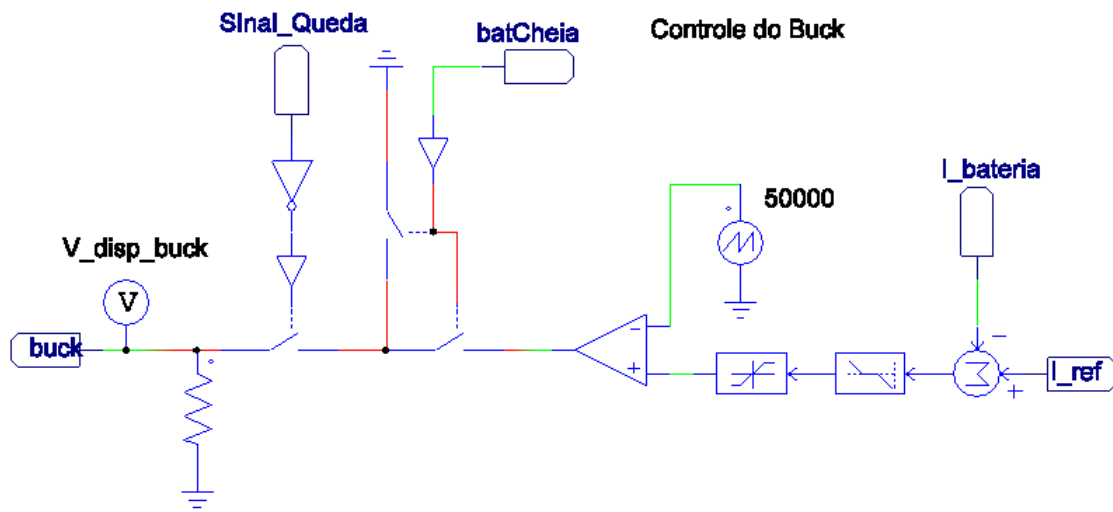 SInal_Queda
batCheia
Controle do Buck
I_bateria
50000
V_disp_buck
V
buck
I_ref